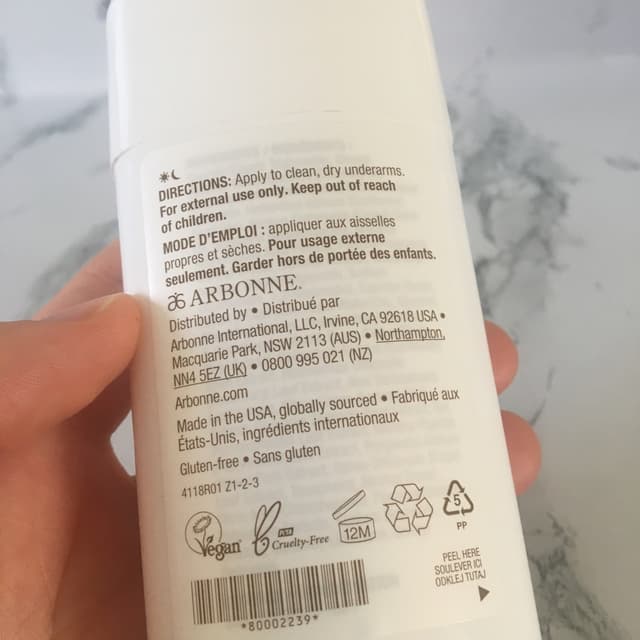 DIRECTIONS: Apply to clean, dry underarms.
For external use only. Keep out of reach
of children.
MODE D'EMPLOI : appliquer aux aisselles
propres et sèches. Pour usage externe
seulement. Garder hors de portée des enfants.
ARBONNE.
Distributed by • Distribué par
Arbonne International, LLC, Irvine, CA 92618 USA •
Macquarie Park, NSW 2113 (AUS) • Northampton,
NN4 5EZ (UK) • 0800 995 021 (NZ)
Arbonne.com
Made in the USA, globally sourced • Fabriqué aux
États-Unis, ingrédients internationaux
Gluten-free • Sans gluten
4118R01 Z1-2-3
Vegan
PETA
Cruelty-Free
12M
5
PP
PEEL HERE
SOULEVER ICI
ODKLEJ TUTAJ
*80002239*